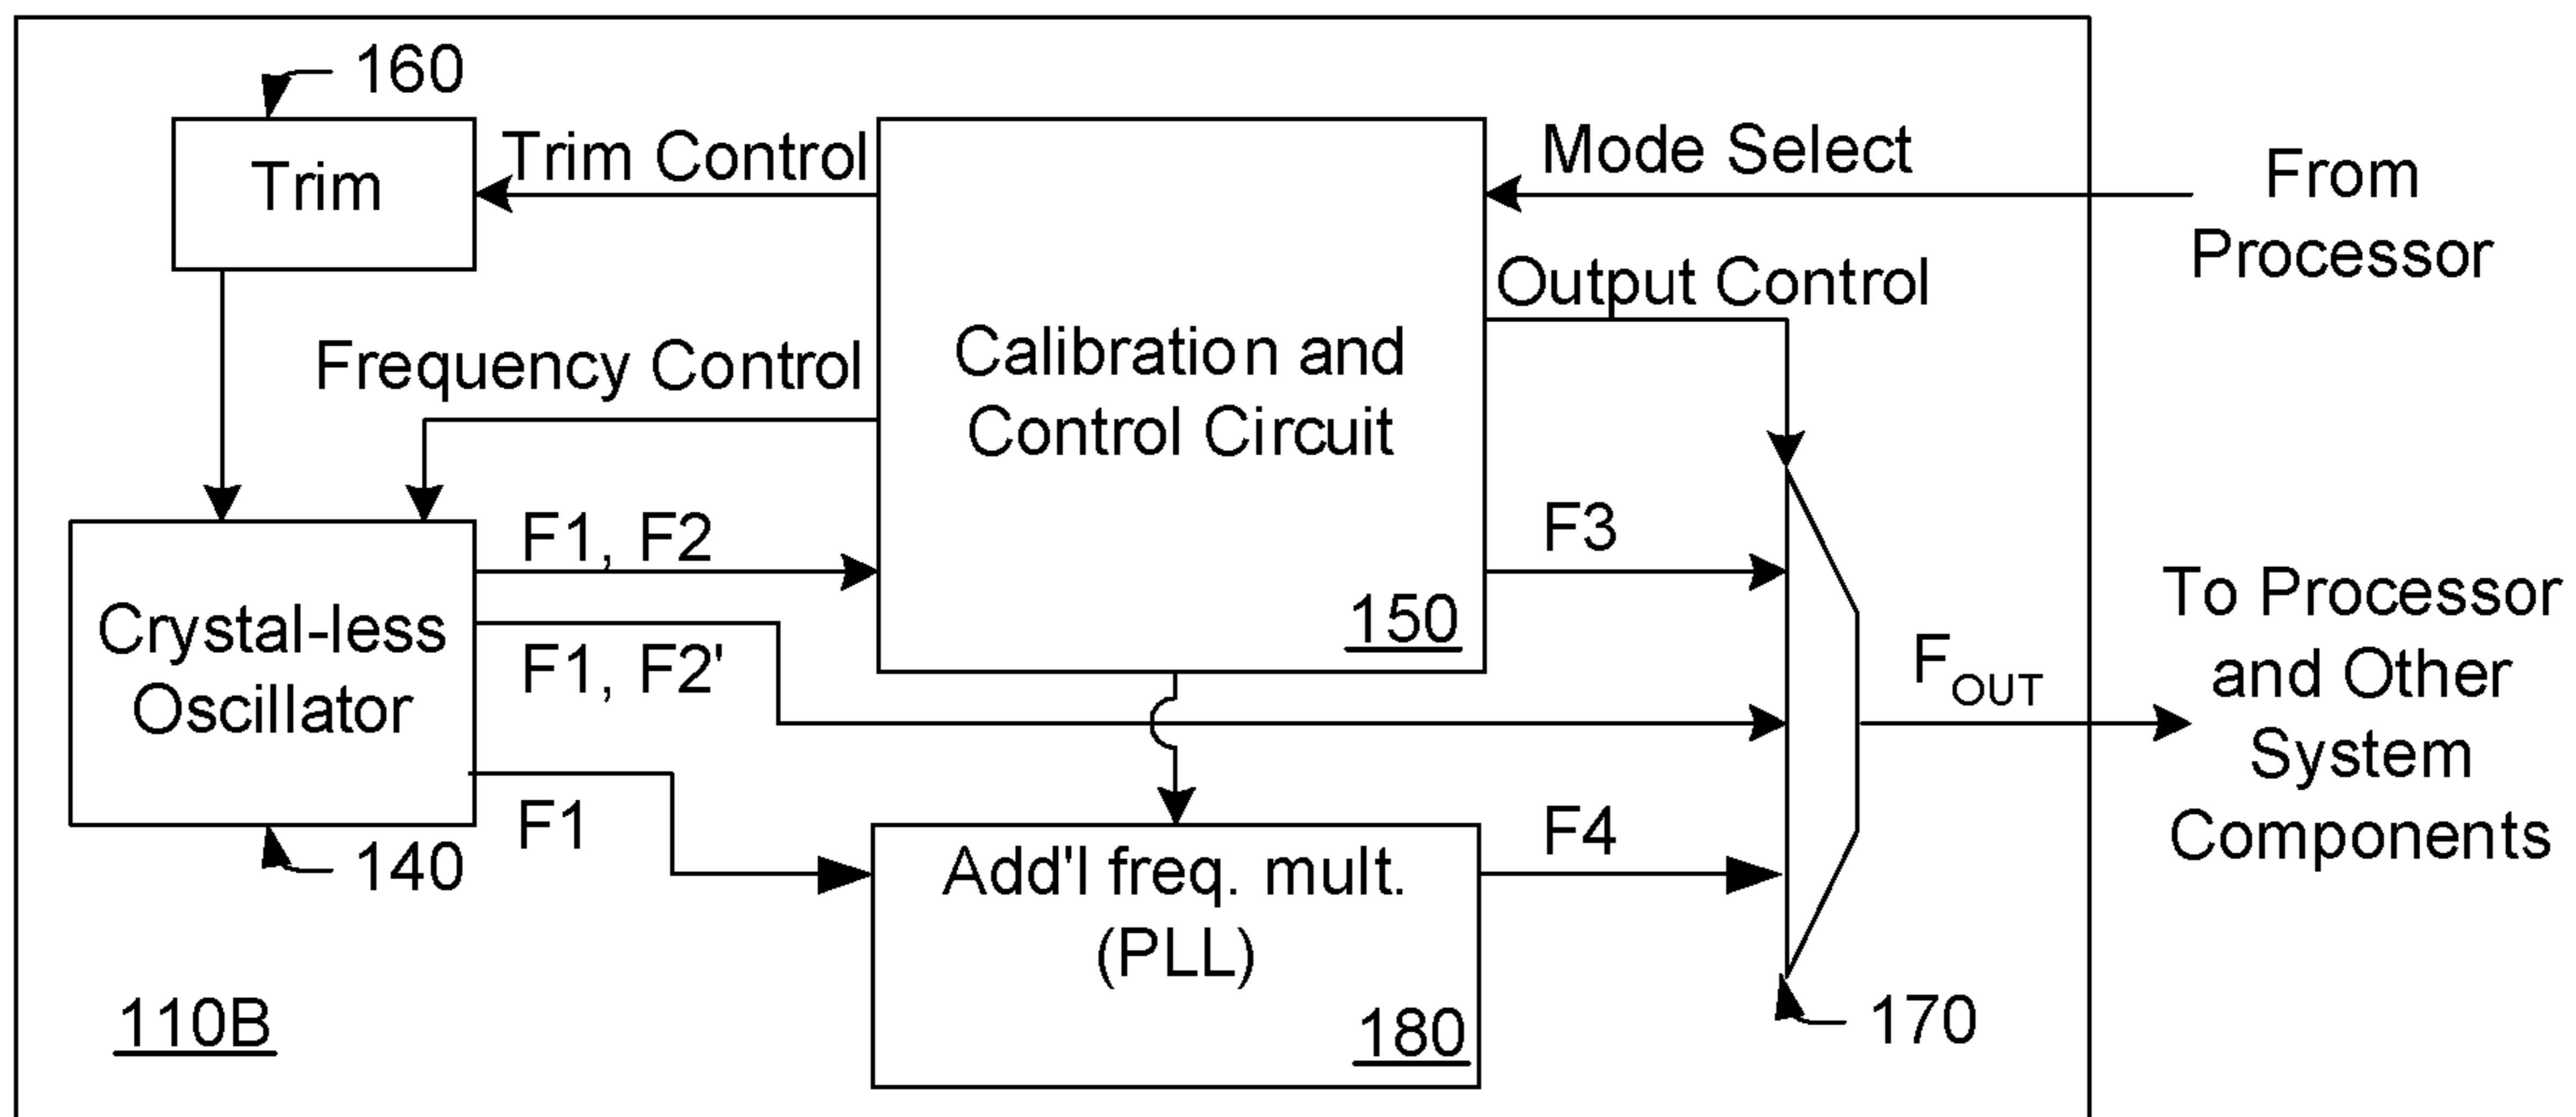 160
Trim
Trim Control
Mode Select
From
Processor
Output Control
Frequency Control
Calibration and
Control Circuit
150
F1, F2
F3
Crystal-less
Oscillator
F1, F2'
F1
140
To Processor
and Other
System
Components
FOUT
Add'l freq. mult.
(PLL)
180
F4
110B
170